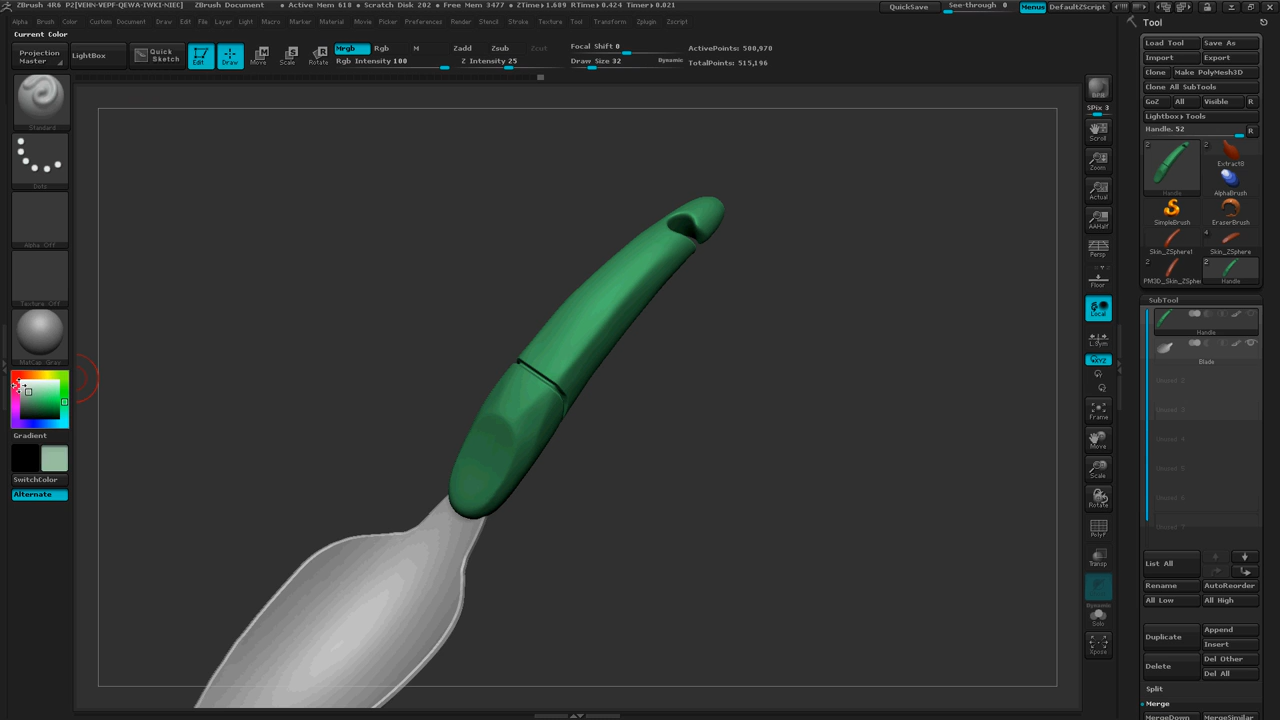 ZBrush 4R6 P2[VEHN-VEPF-QEWA-IWKI-NIEC] ZBrush Document • Active Mem 610 • Scratch Disk 202 • Free Mem 3477 • ZTime▷1.689 RTime▷0.424 Timer▷0.021 QuickSave See-through 0 Menus DefaultZScript
Alpha Brush Color Document Draw Edit File Layer Light Macro Marker Material Movie Picker Preferences Render Stencil Stroke Texture Tool Transform Zplugin Zscript
Tool
Current Color
Projection Master
LightBox
Quick Sketch
Edit
Draw
Move
Scale
Rotate
Mrgb Rgb M Zadd Zsub Zcut
Rgb Intensity 100 Z Intensity 25
Focal Shift 0
Draw Size 32 Dynamic
ActivePoints: 500,970
TotalPoints: 515,196
Load Tool Save As
Import Export
Clone Make PolyMesh3D
Clone All SubTools
GoZ All Visible R
Lightbox▸Tools
Handle. 52 R
2 2
Extract8
Handle AlphaBrush
SimpleBrush EraserBrush
4
Skin_ZSphere1 Skin_ZSphere
2 2
PM3D_Skin_ZSphe Handle
SubTool
Handle
Blade
List All
Rename AutoReorder
All Low All High
Duplicate
Append
Insert
Delete
Del Other
Del All
Split
Merge
MergeDown MergeSimilar
Standard
Dots
Alpha Off
Texture Off
MatCap Gray
Gradient
SwitchColor
Alternate
BPR
SPix 3
Scroll
Zoom
Actual
AAHalf
Persp
Floor
Local
L.Sym
XYZ
Frame
Move
Scale
Rotate
PolyF
Transp
Dynamic
Solo
Xpose